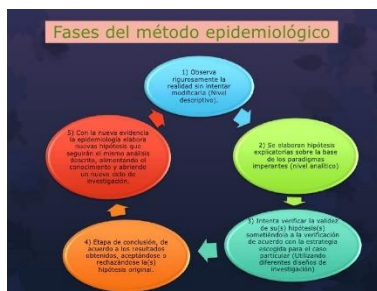 Fases del método epidemiológico
1) Observa
rigurosamente la
realidad sin intentar
modificarla (Nivel
descriptivo).
2) Se elaboran hipótesis
explicatorias sobre la base
de los paradigmas
imperantes (nivel analítico)
3) Intenta verificar la validez
de su(s) hipótesis(s)
sometiéndola a la verificación
de acuerdo con la estrategia
escogida para el caso
particular (Utilizando
diferentes diseños de
investigación)
4) Etapa de conclusión, de
acuerdo a los resultados
obtenidos, aceptándose o
rechazándose la(s)
hipótesis original.
5) Con la nueva evidencia
la epidemiología elabora
nuevas hipótesis que
seguirán el mismo análisis
descrito, alimentando el
conocimiento y abriendo
un nuevo ciclo de
investigación.